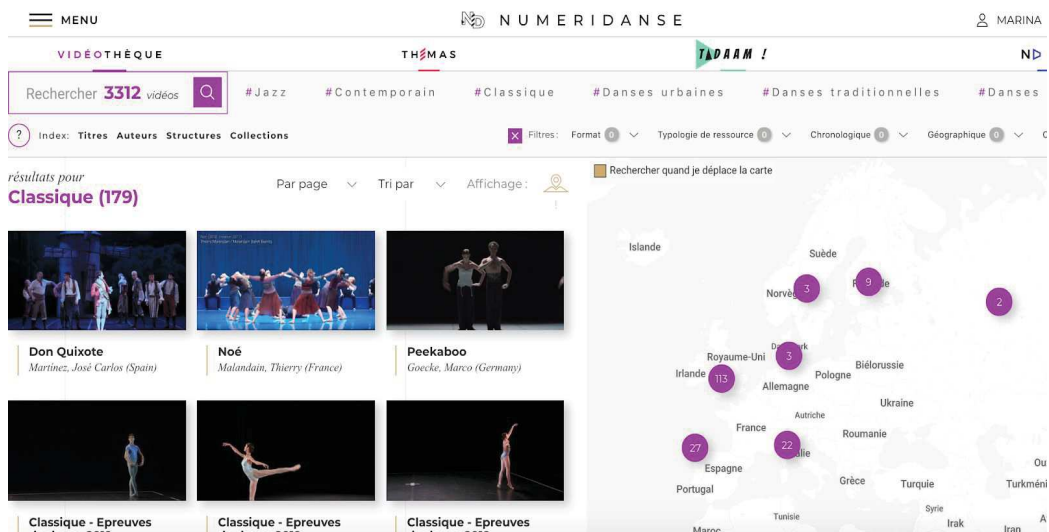 MENU
NUMERIDANSE
MARINA
VIDÉOTHÈQUE
THÉMAS
TADAAM !
ND
Rechercher 3312 vidéos
#Jazz
#Contemporain
#Classique
#Danses urbaines
#Danses traditionnelles
#Danses
? Index: Titres Auteurs Structures Collections
Filtres: Format 0 Typologie de ressource 0 Chronologique 0 Géographique 0
résultats pour
Classique (179)
Par page
Tri par
Affichage :
Rechercher quand je déplace la carte
Don Quixote
Martinez, José Carlos (Spain)
Noé
Malandain, Thierry (France)
Peekaboo
Goecke, Marco (Germany)
Classique - Epreuves
Classique - Epreuves
Classique - Epreuves
Islande
Suède
3
9
2
3
Royaume-Uni
Irlande
113
Allemagne
Pologne
Biélorussie
Ukraine
Autriche
France
Roumanie
27
22
Espagne
Portugal
Grèce
Turquie
Tunisie
Syrie
Irak
Iran
Maroc